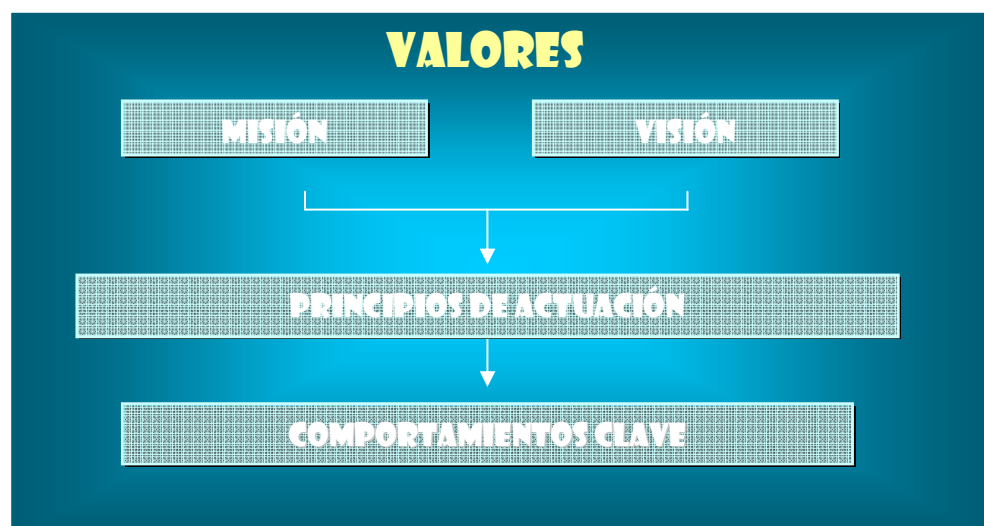 VALORES
MISIÓN
VISIÓN
PRINCIPIOS DE ACTUACIÓN
COMPORTAMIENTOS CLAVE